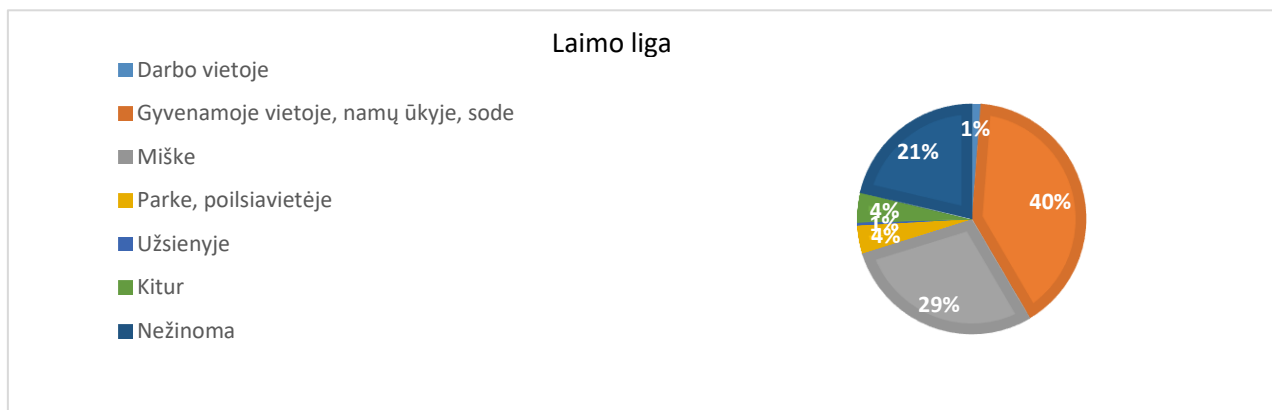 Laimo liga
Darbo vietoje
Gyvenamoje vietoje, namų ūkyje, sode
Miške
Parke, poilsiavietėje
Užsienyje
Kitur
Nežinoma
1%
40%
29%
4%
1%
4%
21%